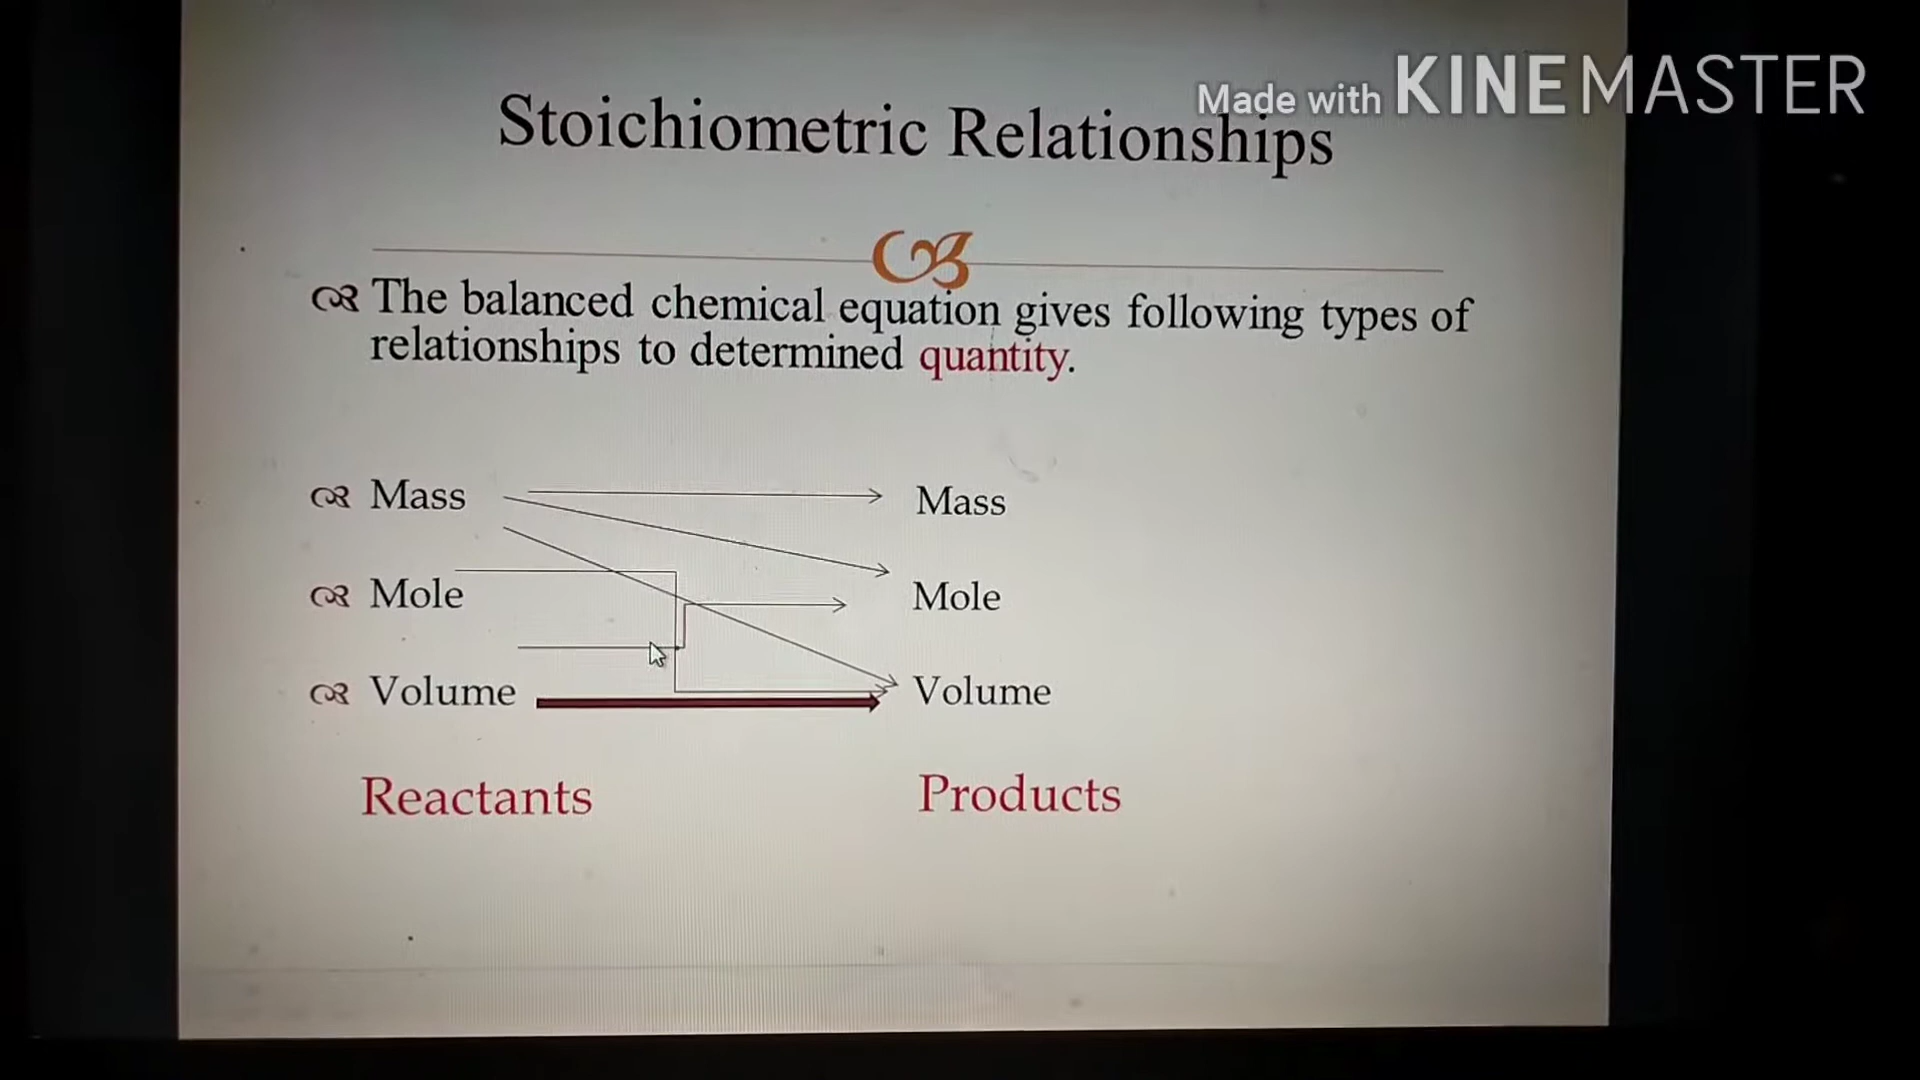 Made with KINEMASTER
Stoichiometric Relationships
The balanced chemical equation gives following types of
relationships to determined quantity.
Mass Mass
Mole Mole
Volume Volume
Reactants Products